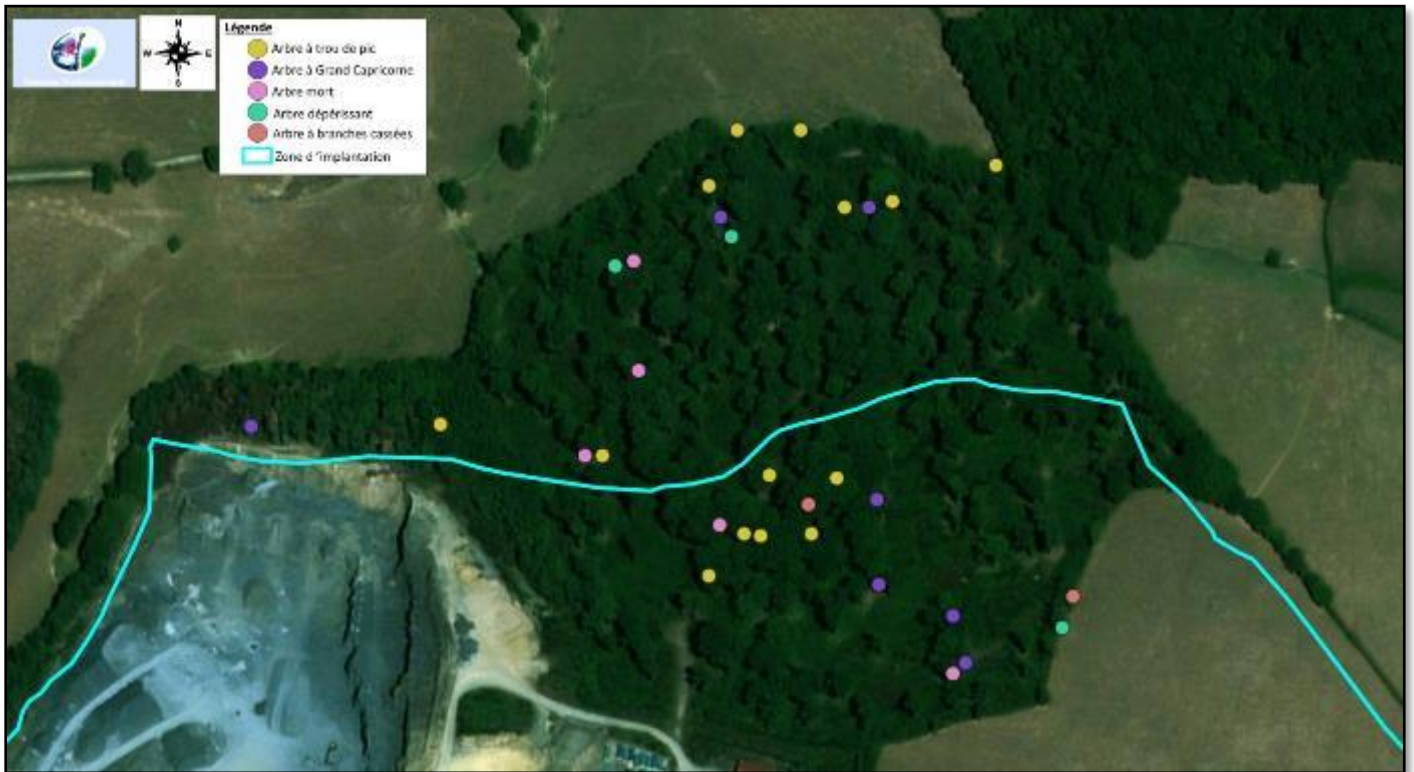 N
W E
S
Légende
Arbre à trou de pic
Arbre à Grand Capricorne
Arbre mort
Arbre dépérissant
Arbre à branches cassées
Zone d'implantation